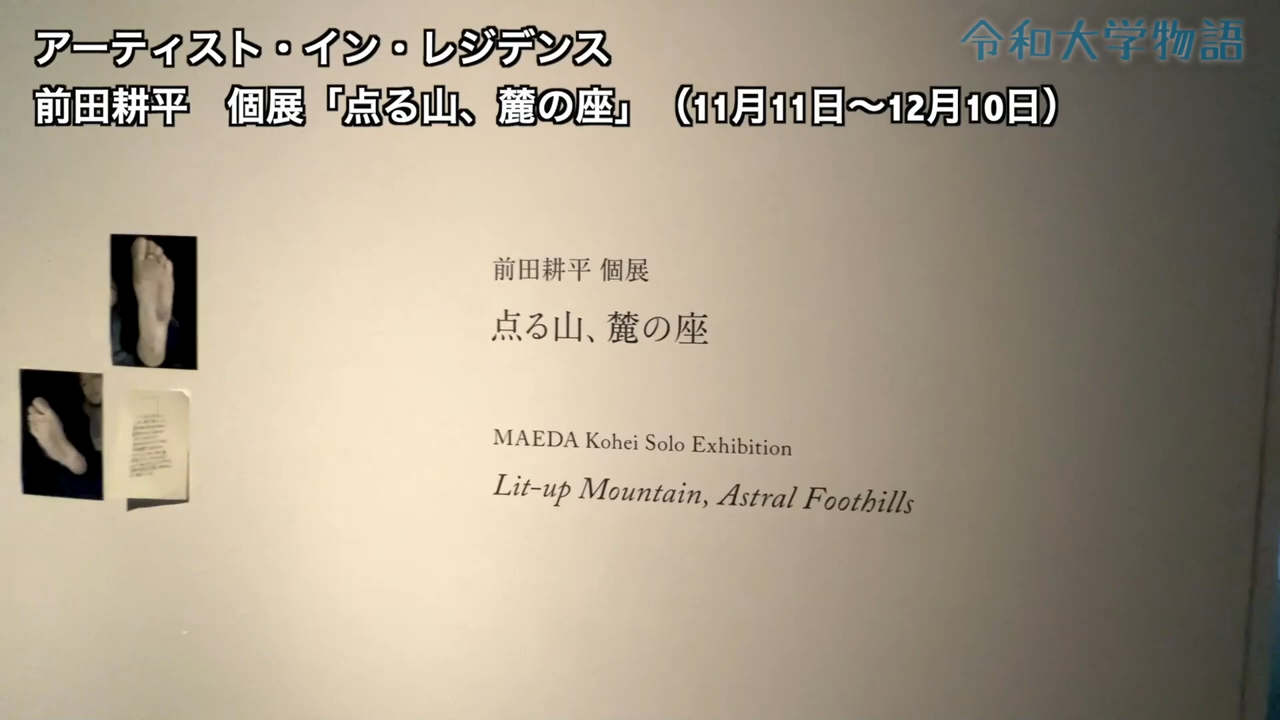 アーティスト・イン・レジデンス
前田耕平　個展「点る山、麓の座」（11月11日〜12月10日）
令和大学物語
前田耕平 個展
点る山、麓の座
MAEDA Kohei Solo Exhibition
Lit-up Mountain, Astral Foothills